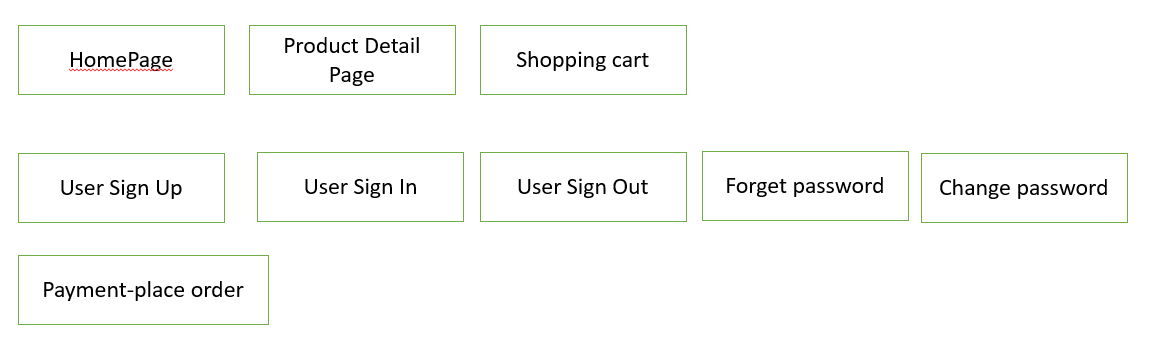 HomePage
Product Detail
Page
Shopping cart
User Sign Up
User Sign In
User Sign Out
Forget password
Change password
Payment-place order